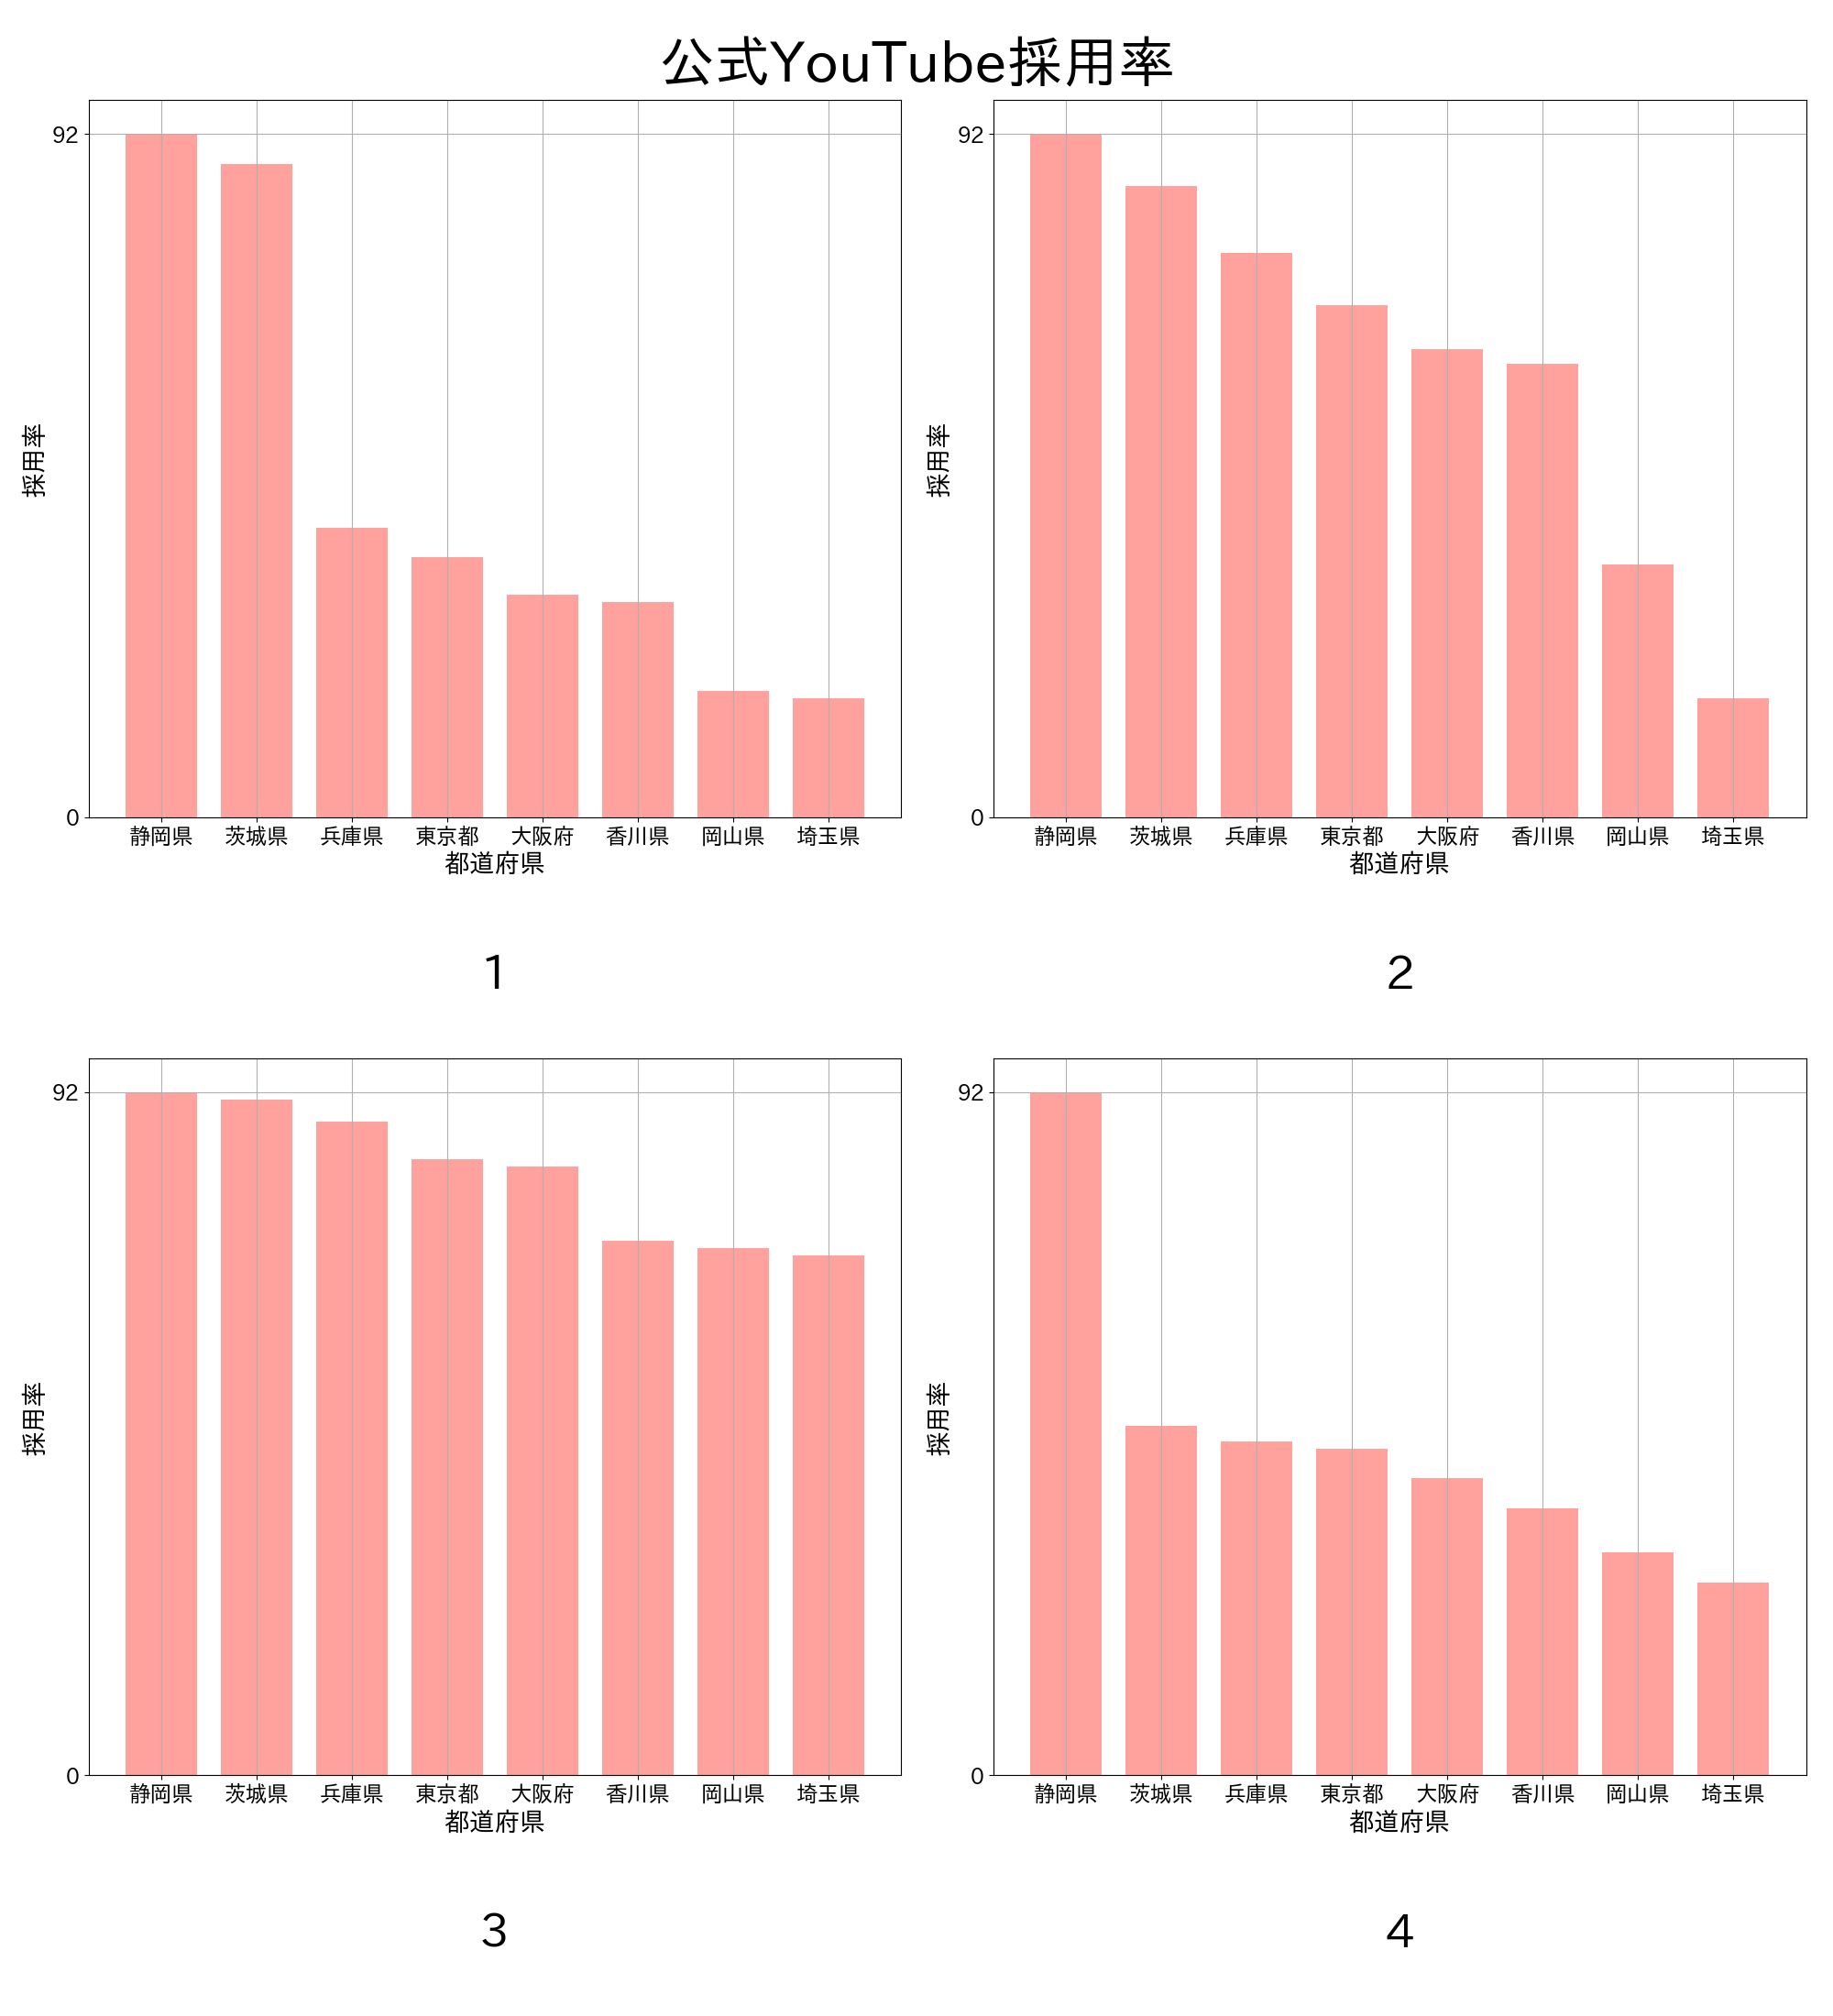 公式YouTube採用率
92
0
採用率
静岡県 茨城県 兵庫県 東京都 大阪府 香川県 岡山県 埼玉県
都道府県
1
92
0
採用率
静岡県 茨城県 兵庫県 東京都 大阪府 香川県 岡山県 埼玉県
都道府県
2
92
0
採用率
静岡県 茨城県 兵庫県 東京都 大阪府 香川県 岡山県 埼玉県
都道府県
3
92
0
採用率
静岡県 茨城県 兵庫県 東京都 大阪府 香川県 岡山県 埼玉県
都道府県
4